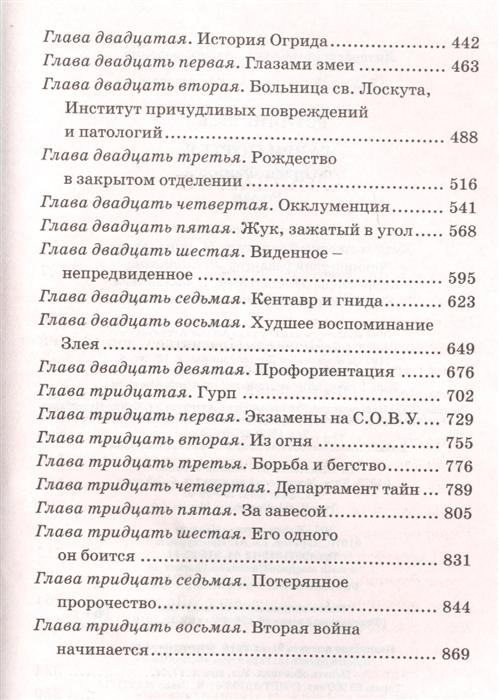 Глава двадцатая. История Огрида.................. 442
Глава двадцать первая. Глазами змеи............ 463
Глава двадцать вторая. Больница св. Лоскута,
Институт причудливых повреждений
и патологий........................................ 488
Глава двадцать третья. Рождество
в закрытом отделении ............................ 516
Глава двадцать четвертая. Окклуменция....... 541
Глава двадцать пятая. Жук, зажатый в угол... 568
Глава двадцать шестая. Виденное –
непредвиденное .................................... 595
Глава двадцать седьмая. Кентавр и гнида....... 623
Глава двадцать восьмая. Худшее воспоминание
Злея ................................................... 649
Глава двадцать девятая. Профориентация ...... 676
Глава тридцатая. Гурп ................................ 702
Глава тридцать первая. Экзамены на С.О.В.У. ... 729
Глава тридцать вторая. Из огня ................... 755
Глава тридцать третья. Борьба и бегство........ 776
Глава тридцать четвертая. Департамент тайн ... 789
Глава тридцать пятая. За завесой .................. 805
Глава тридцать шестая. Его одного
он боится ............................................. 831
Глава тридцать седьмая. Потерянное
пророчество........................................... 844
Глава тридцать восьмая. Вторая война
начинается............................................ 869